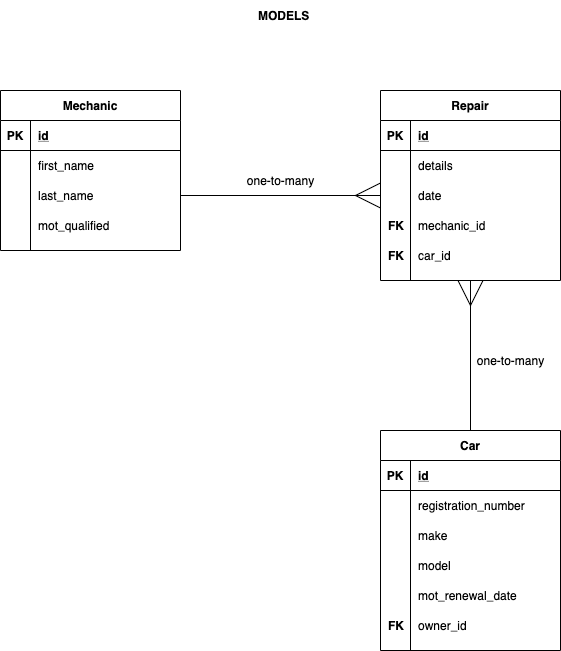 MODELS
Mechanic
PK id
first_name
last_name
mot_qualified
one-to-many
Repair
PK id
details
date
FK mechanic_id
FK car_id
one-to-many
Car
PK id
registration_number
make
model
mot_renewal_date
FK owner_id